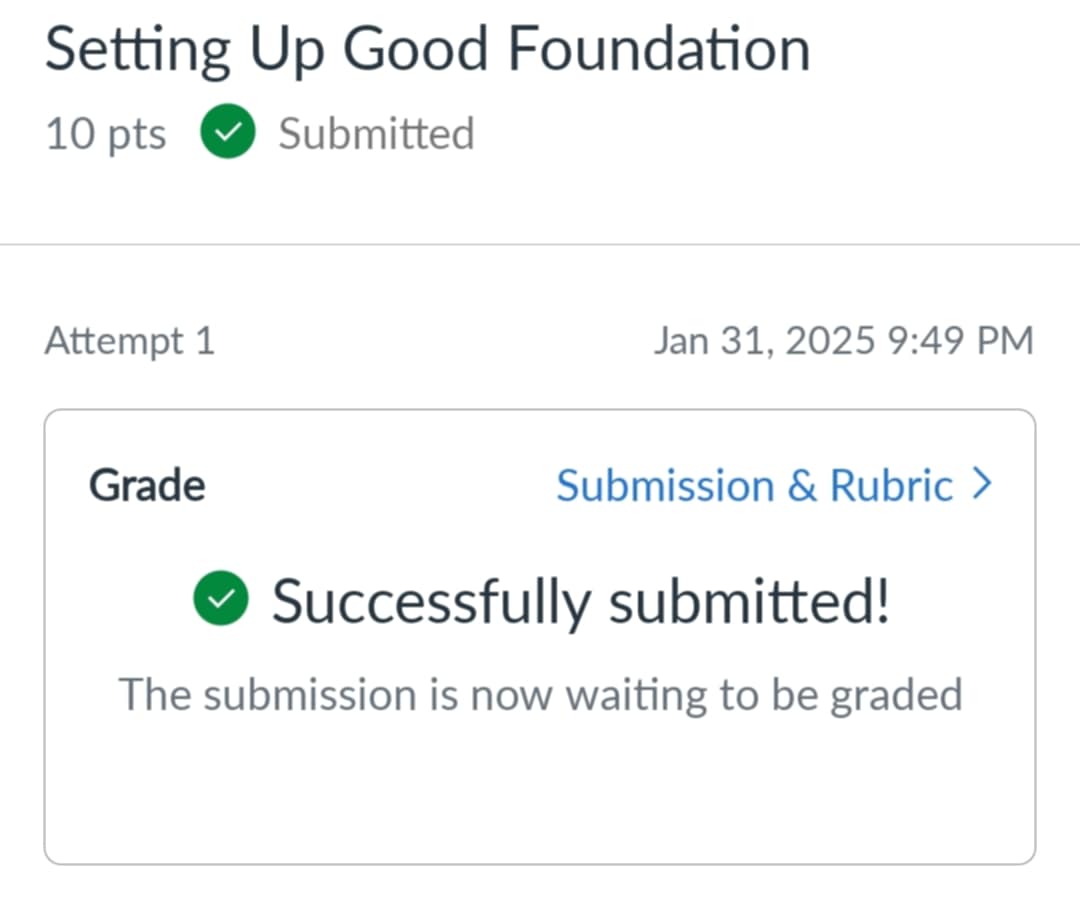 Setting Up Good Foundation
10 pts Submitted
Attempt 1 Jan 31, 2025 9:49 PM
Grade Submission & Rubric >
Successfully submitted!
The submission is now waiting to be graded